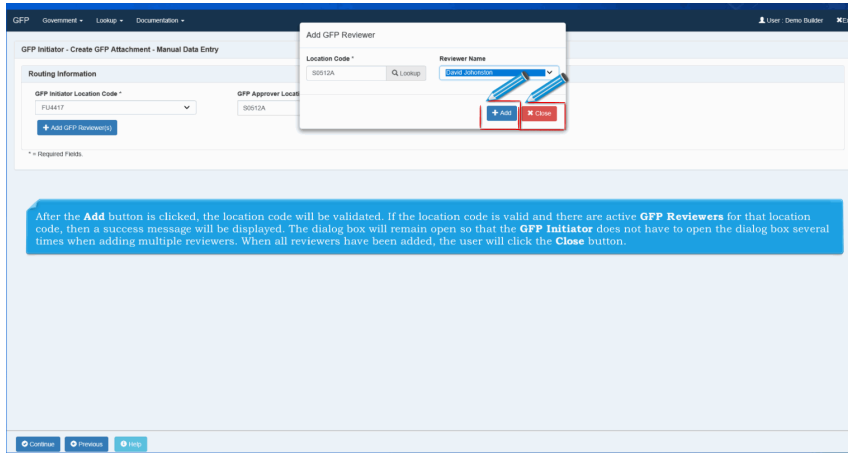 GFP Government Lookup Documentation User : Demo Builder
Add GFP Reviewer
GFP Initiator - Create GFP Attachment - Manual Data Entry
Location Code * Reviewer Name
S0512A Lookup David Johonston
Routing Information
GFP Initiator Location Code * GFP Approver Locati
FU4417 S0512A
Add Close
Add GFP Reviewer(s)
* = Required Fields.
After the Add button is clicked, the location code will be validated. If the location code is valid and there are active GFP Reviewers for that location
code, then a success message will be displayed. The dialog box will remain open so that the GFP Initiator does not have to open the dialog box several
times when adding multiple reviewers. When all reviewers have been added, the user will click the Close button.
Continue Previous Help